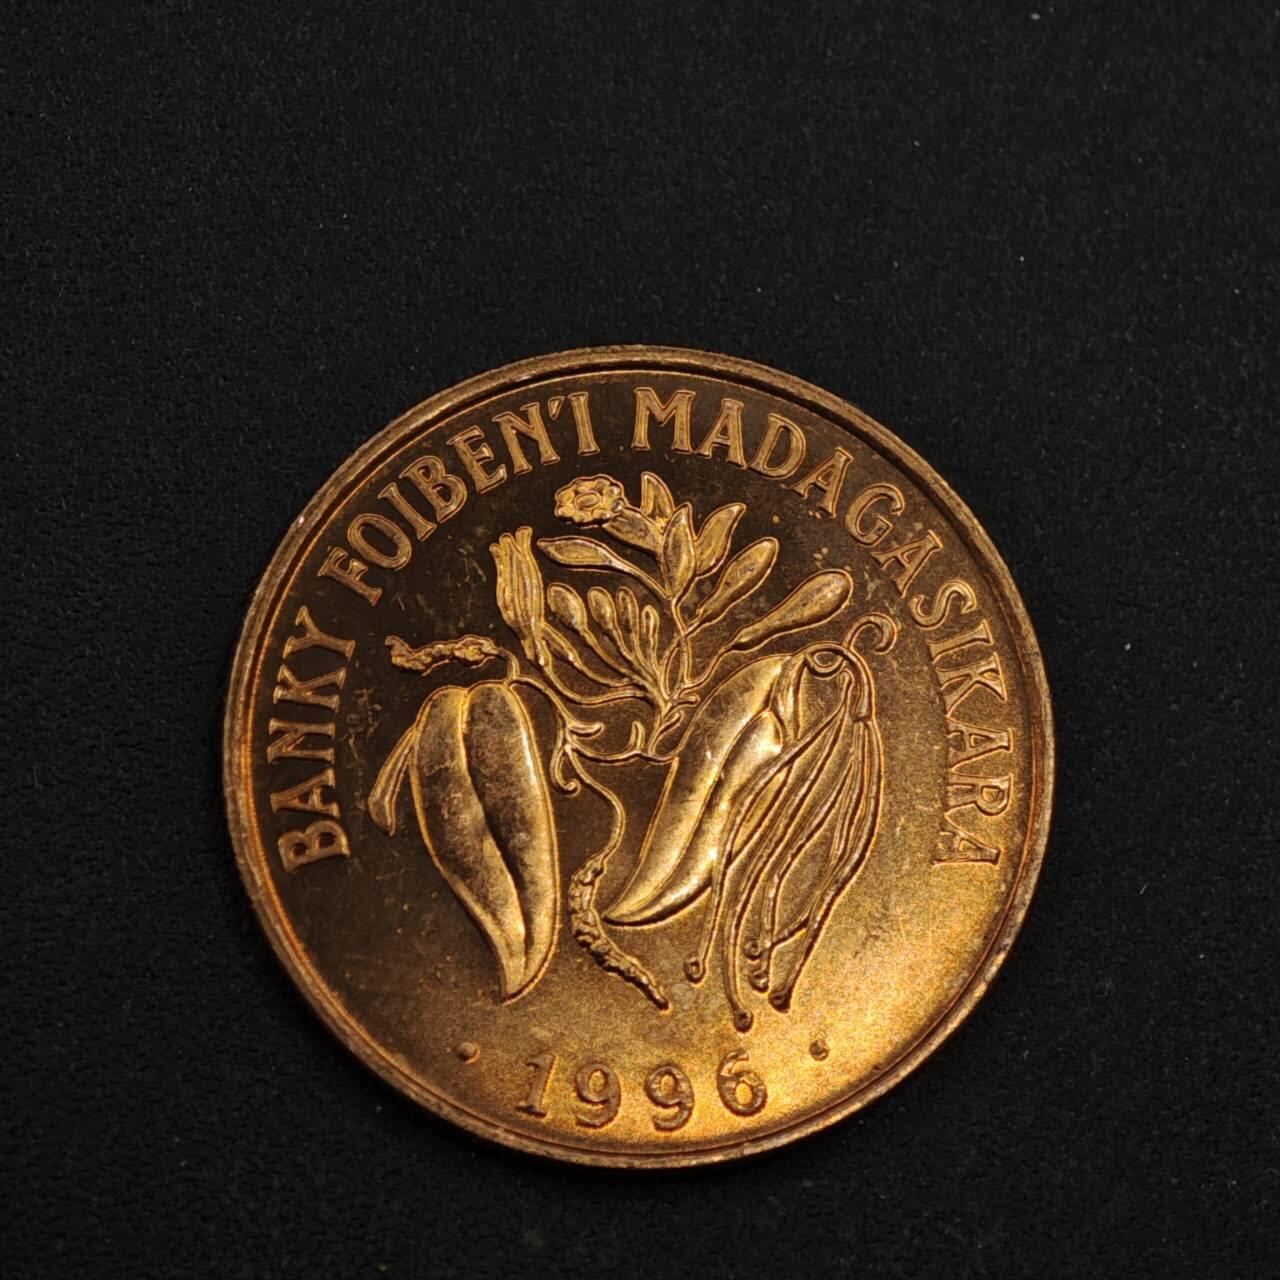 BANKY FOIBEN'I MADAGASIKARA
· 1996 ·